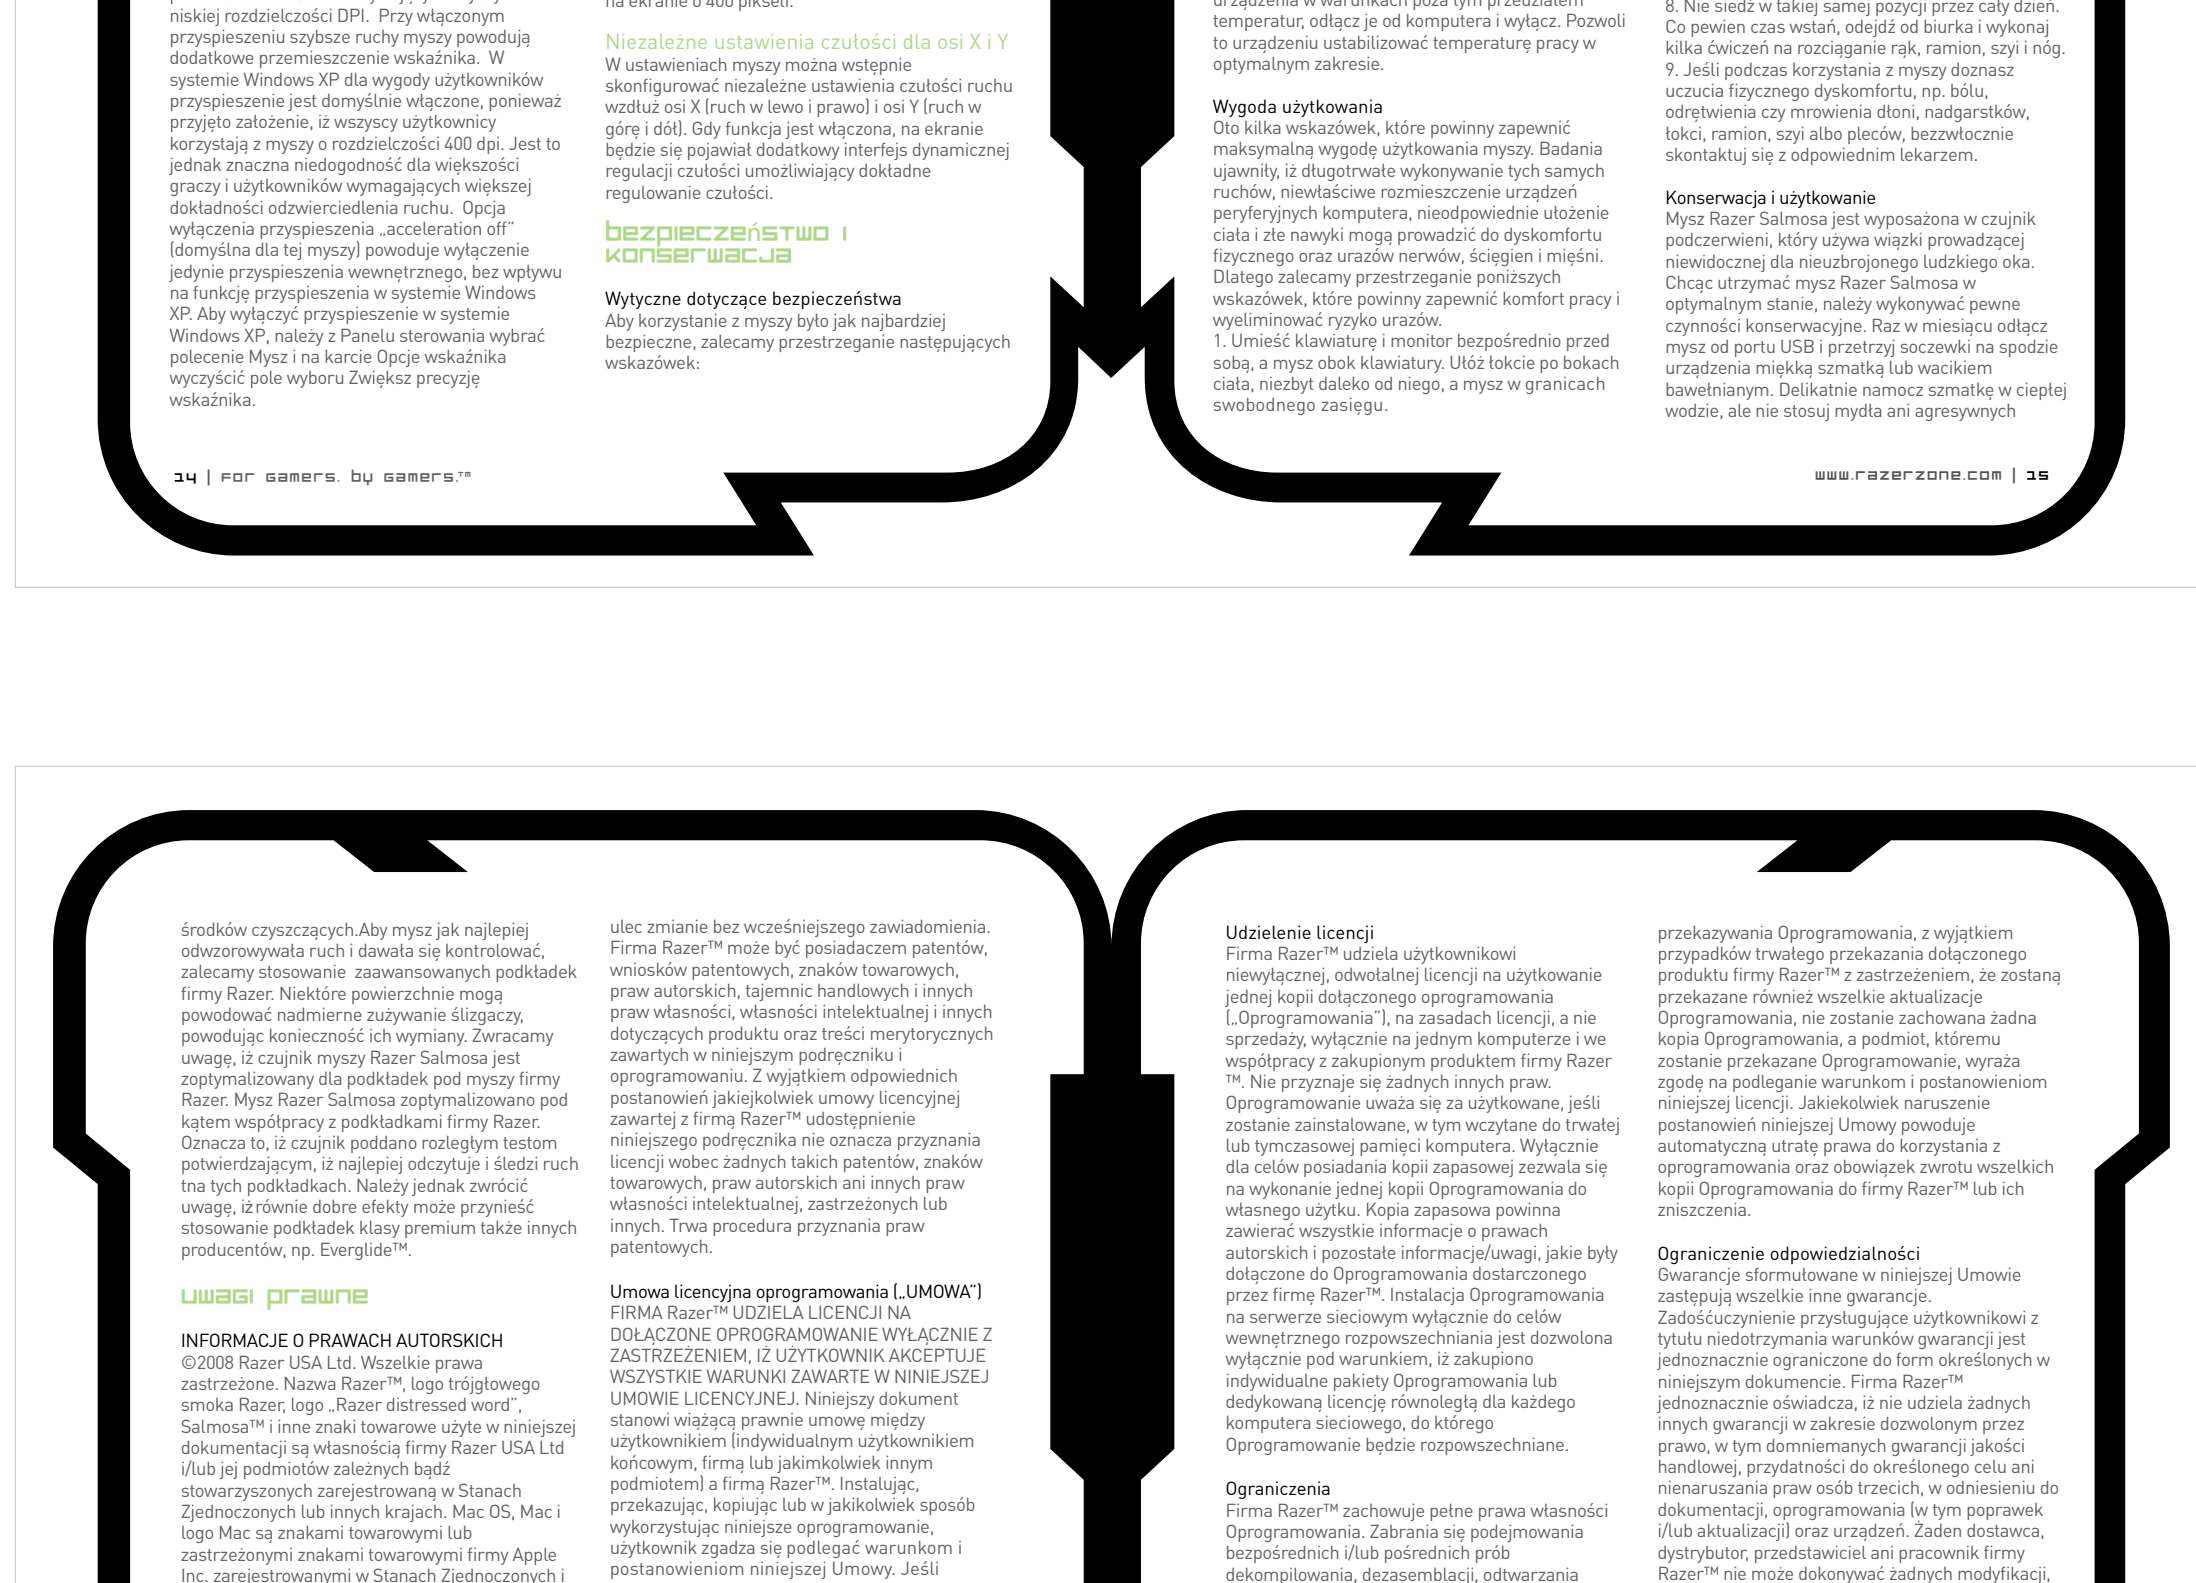 niskiej rozdzielczości DPI.  Przy włączonym
przyspieszeniu szybsze ruchy myszy powodują
dodatkowe przemieszczenie wskaźnika.  W
systemie Windows XP dla wygody użytkowników
przyspieszenie jest domyślnie włączone, ponieważ
przyjęto założenie, iż wszyscy użytkownicy
korzystają z myszy o rozdzielczości 400 dpi. Jest to
jednak znaczna niedogodność dla większości
graczy i użytkowników wymagających większej
dokładności odzwierciedlenia ruchu.  Opcja
wyłączenia przyspieszenia „acceleration off”
(domyślna dla tej myszy) powoduje wyłączenie
jedynie przyspieszenia wewnętrznego, bez wpływu
na funkcję przyspieszenia w systemie Windows
XP. Aby wyłączyć przyspieszenie w systemie
Windows XP, należy z Panelu sterowania wybrać
polecenie Mysz i na karcie Opcje wskaźnika
wyczyścić pole wyboru Zwiększ precyzję
wskaźnika.
na ekranie o 400 pikseli.
Niezależne ustawienia czułości dla osi X i Y
W ustawieniach myszy można wstępnie
skonfigurować niezależne ustawienia czułości ruchu
wzdłuż osi X (ruch w lewo i prawo) i osi Y (ruch w
górę i dół). Gdy funkcja jest włączona, na ekranie
będzie się pojawiał dodatkowy interfejs dynamicznej
regulacji czułości umożliwiający dokładne
regulowanie czułości.
bezpieczeństwo i
konserwacja
Wytyczne dotyczące bezpieczeństwa
Aby korzystanie z myszy było jak najbardziej
bezpieczne, zalecamy przestrzeganie następujących
wskazówek:
14 | For Gamers. by Gamers.™
urządzenia w warunkach poza tym przedziałem
temperatur, odłącz je od komputera i wyłącz. Pozwoli
to urządzeniu ustabilizować temperaturę pracy w
optymalnym zakresie.
Wygoda użytkowania
Oto kilka wskazówek, które powinny zapewnić
maksymalną wygodę użytkowania myszy. Badania
ujawniły, iż długotrwałe wykonywanie tych samych
ruchów, niewłaściwe rozmieszczenie urządzeń
peryferyjnych komputera, nieodpowiednie ułożenie
ciała i złe nawyki mogą prowadzić do dyskomfortu
fizycznego oraz urazów nerwów, ścięgien i mięśni.
Dlatego zalecamy przestrzeganie poniższych
wskazówek, które powinny zapewnić komfort pracy i
wyeliminować ryzyko urazów.
1. Umieść klawiaturę i monitor bezpośrednio przed
sobą, a mysz obok klawiatury. Ułóż łokcie po bokach
ciała, niezbyt daleko od niego, a mysz w granicach
swobodnego zasięgu.
8. Nie siedź w takiej samej pozycji przez cały dzień.
Co pewien czas wstań, odejdź od biurka i wykonaj
kilka ćwiczeń na rozciąganie rąk, ramion, szyi i nóg.
9. Jeśli podczas korzystania z myszy doznasz
uczucia fizycznego dyskomfortu, np. bólu,
odrętwienia czy mrowienia dłoni, nadgarstków,
łokci, ramion, szyi albo pleców, bezzwłocznie
skontaktuj się z odpowiednim lekarzem.
Konserwacja i użytkowanie
Mysz Razer Salmosa jest wyposażona w czujnik
podczerwieni, który używa wiązki prowadzącej
niewidocznej dla nieuzbrojonego ludzkiego oka.
Chcąc utrzymać mysz Razer Salmosa w
optymalnym stanie, należy wykonywać pewne
czynności konserwacyjne. Raz w miesiącu odłącz
mysz od portu USB i przetrzyj soczewki na spodzie
urządzenia miękką szmatką lub wacikiem
bawełnianym. Delikatnie namocz szmatkę w ciepłej
wodzie, ale nie stosuj mydła ani agresywnych
www.razerzone.com | 15
środków czyszczących.Aby mysz jak najlepiej
odwzorowywała ruch i dawała się kontrolować,
zalecamy stosowanie  zaawansowanych podkładek
firmy Razer. Niektóre powierzchnie mogą
powodować nadmierne zużywanie ślizgaczy,
powodując konieczność ich wymiany. Zwracamy
uwagę, iż czujnik myszy Razer Salmosa jest
zoptymalizowany dla podkładek pod myszy firmy
Razer. Mysz Razer Salmosa zoptymalizowano pod
kątem współpracy z podkładkami firmy Razer.
Oznacza to, iż czujnik poddano rozległym testom
potwierdzającym, iż najlepiej odczytuje i śledzi ruch
tna tych podkładkach. Należy jednak zwrócić
uwagę, iż równie dobre efekty może przynieść
stosowanie podkładek klasy premium także innych
producentów, np. Everglide™.
uwagi prawne
INFORMACJE O PRAWACH AUTORSKICH
©2008 Razer USA Ltd. Wszelkie prawa
zastrzeżone. Nazwa Razer™, logo trójgłowego
smoka Razer, logo „Razer distressed word”,
Salmosa™ i inne znaki towarowe użyte w niniejszej
dokumentacji są własnością firmy Razer USA Ltd
i/lub jej podmiotów zależnych bądź
stowarzyszonych zarejestrowaną w Stanach
Zjednoczonych lub innych krajach. Mac OS, Mac i
logo Mac są znakami towarowymi lub
zastrzeżonymi znakami towarowymi firmy Apple
Inc. zarejestrowanymi w Stanach Zjednoczonych i
ulec zmianie bez wcześniejszego zawiadomienia.
Firma Razer™ może być posiadaczem patentów,
wniosków patentowych, znaków towarowych,
praw autorskich, tajemnic handlowych i innych
praw własności, własności intelektualnej i innych
dotyczących produktu oraz treści merytorycznych
zawartych w niniejszym podręczniku i
oprogramowaniu. Z wyjątkiem odpowiednich
postanowień jakiejkolwiek umowy licencyjnej
zawartej z firmą Razer™ udostępnienie
niniejszego podręcznika nie oznacza przyznania
licencji wobec żadnych takich patentów, znaków
towarowych, praw autorskich ani innych praw
własności intelektualnej, zastrzeżonych lub
innych. Trwa procedura przyznania praw
patentowych.
Umowa licencyjna oprogramowania („UMOWA”)
FIRMA Razer™ UDZIELA LICENCJI NA
DOŁĄCZONE OPROGRAMOWANIE WYŁĄCZNIE Z
ZASTRZEŻENIEM, IŻ UŻYTKOWNIK AKCEPTUJE
WSZYSTKIE WARUNKI ZAWARTE W NINIEJSZEJ
UMOWIE LICENCYJNEJ. Niniejszy dokument
stanowi wiążącą prawnie umowę między
użytkownikiem (indywidualnym użytkownikiem
końcowym, firmą lub jakimkolwiek innym
podmiotem) a firmą Razer™. Instalując,
przekazując, kopiując lub w jakikolwiek sposób
wykorzystując niniejsze oprogramowanie,
użytkownik zgadza się podlegać warunkom i
postanowieniom niniejszej Umowy. Jeśli
Udzielenie licencji
Firma Razer™ udziela użytkownikowi
niewyłącznej, odwołalnej licencji na użytkowanie
jednej kopii dołączonego oprogramowania
(„Oprogramowania”), na zasadach licencji, a nie
sprzedaży, wyłącznie na jednym komputerze i we
współpracy z zakupionym produktem firmy Razer
™. Nie przyznaje się żadnych innych praw.
Oprogramowanie uważa się za użytkowane, jeśli
zostanie zainstalowane, w tym wczytane do trwałej
lub tymczasowej pamięci komputera. Wyłącznie
dla celów posiadania kopii zapasowej zezwala się
na wykonanie jednej kopii Oprogramowania do
własnego użytku. Kopia zapasowa powinna
zawierać wszystkie informacje o prawach
autorskich i pozostałe informacje/uwagi, jakie były
dołączone do Oprogramowania dostarczonego
przez firmę Razer™. Instalacja Oprogramowania
na serwerze sieciowym wyłącznie do celów
wewnętrznego rozpowszechniania jest dozwolona
wyłącznie pod warunkiem, iż zakupiono
indywidualne pakiety Oprogramowania lub
dedykowaną licencję równoległą dla każdego
komputera sieciowego, do którego
Oprogramowanie będzie rozpowszechniane.
Ograniczenia
Firma Razer™ zachowuje pełne prawa własności
Oprogramowania. Zabrania się podejmowania
bezpośrednich i/lub pośrednich prób
dekompilowania, dezasemblacji, odtwarzania
przekazywania Oprogramowania, z wyjątkiem
przypadków trwałego przekazania dołączonego
produktu firmy Razer™ z zastrzeżeniem, że zostaną
przekazane również wszelkie aktualizacje
Oprogramowania, nie zostanie zachowana żadna
kopia Oprogramowania, a podmiot, któremu
zostanie przekazane Oprogramowanie, wyraża
zgodę na podleganie warunkom i postanowieniom
niniejszej licencji. Jakiekolwiek naruszenie
postanowień niniejszej Umowy powoduje
automatyczną utratę prawa do korzystania z
oprogramowania oraz obowiązek zwrotu wszelkich
kopii Oprogramowania do firmy Razer™ lub ich
zniszczenia.
Ograniczenie odpowiedzialności
Gwarancje sformułowane w niniejszej Umowie
zastępują wszelkie inne gwarancje.
Zadośćuczynienie przysługujące użytkownikowi z
tytułu niedotrzymania warunków gwarancji jest
jednoznacznie ograniczone do form określonych w
niniejszym dokumencie. Firma Razer™
jednoznacznie oświadcza, iż nie udziela żadnych
innych gwarancji w zakresie dozwolonym przez
prawo, w tym domniemanych gwarancji jakości
handlowej, przydatności do określonego celu ani
nienaruszania praw osób trzecich, w odniesieniu do
dokumentacji, oprogramowania (w tym poprawek
i/lub aktualizacji) oraz urządzeń. Żaden dostawca,
dystrybutor, przedstawiciel ani pracownik firmy
Razer™ nie może dokonywać żadnych modyfikacji,